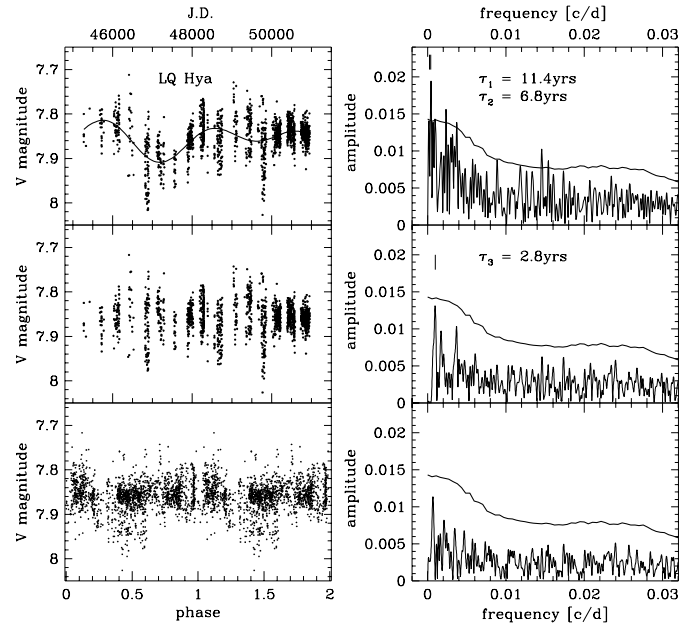 J.D.
46000 48000 50000
frequency [c/d]
0 0.01 0.02 0.03
LQ Hya
V magnitude
7.7
7.8
7.9
8
τ1 = 11.4yrs
τ2 = 6.8yrs
amplitude
0.02
0.015
0.01
0.005
0
V magnitude
7.7
7.8
7.9
8
τ3 = 2.8yrs
amplitude
0.02
0.015
0.01
0.005
0
V magnitude
7.7
7.8
7.9
8
0 0.5 1 1.5 2
phase
amplitude
0.02
0.015
0.01
0.005
0
0 0.01 0.02 0.03
frequency [c/d]